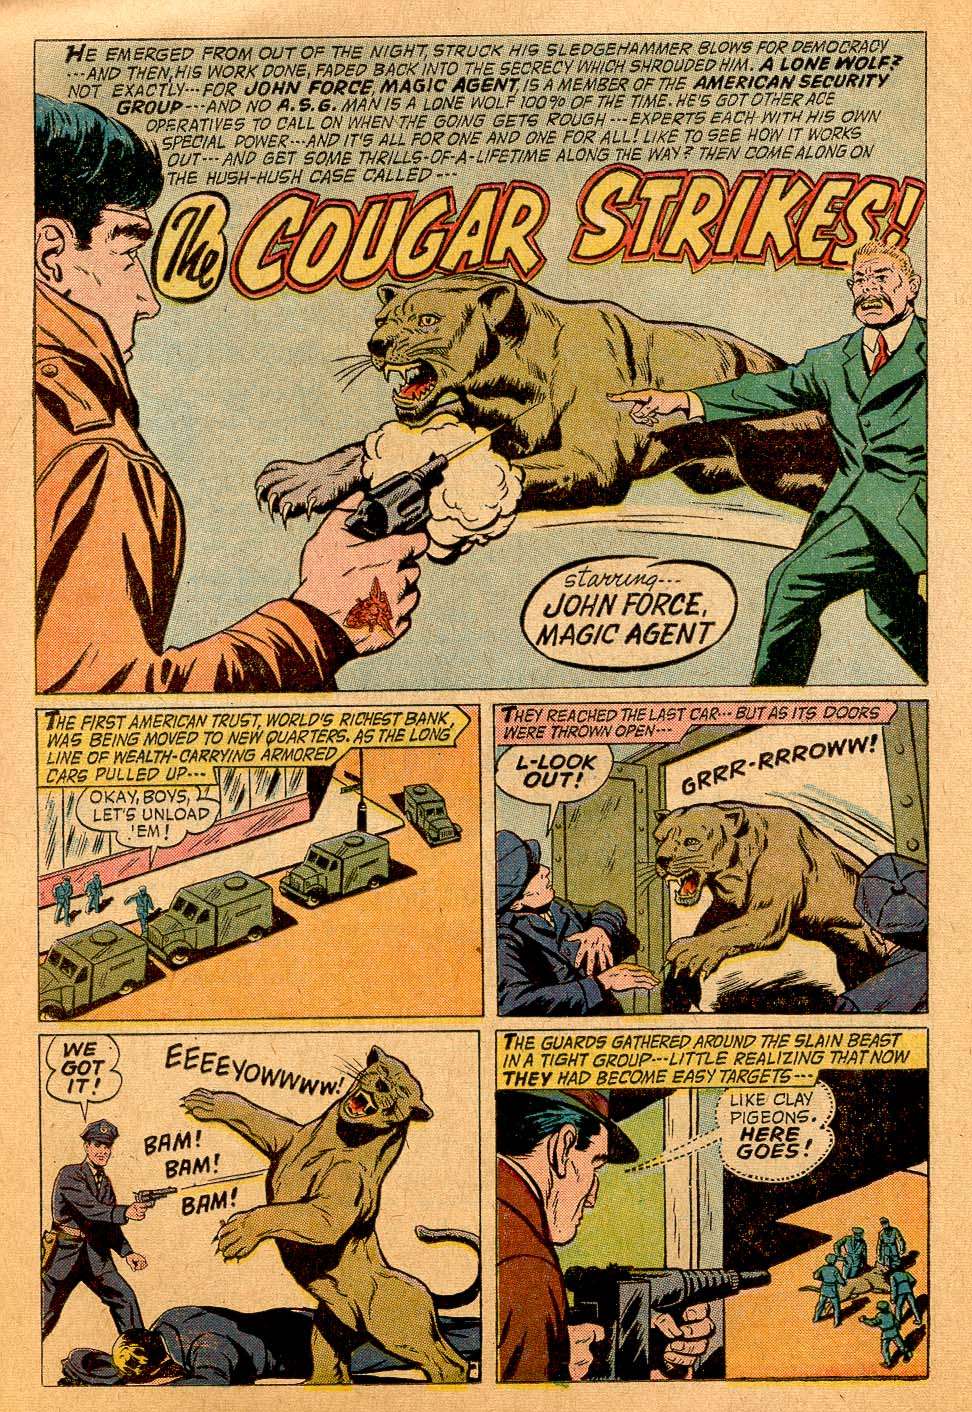 HE EMERGED FROM OUT OF THE NIGHT, STRUCK HIS SLEDGEHAMMER BLOWS FOR DEMOCRACY
---AND THEN, HIS WORK DONE, FADED BACK INTO THE SECRECY WHICH SHROUDED HIM. A LONE WOLF?
NOT EXACTLY---FOR JOHN FORCE, MAGIC AGENT, IS A MEMBER OF THE AMERICAN SECURITY
GROUP---AND NO A.S.G. MAN IS A LONE WOLF 100% OF THE TIME. HE'S GOT OTHER ACE
OPERATIVES TO CALL ON WHEN THE GOING GETS ROUGH---EXPERTS EACH WITH HIS OWN
SPECIAL POWER---AND IT'S ALL FOR ONE AND ONE FOR ALL! LIKE TO SEE HOW IT WORKS
OUT---AND GET SOME THRILLS-OF-A-LIFETIME ALONG THE WAY? THEN COME ALONG ON
THE HUSH-HUSH CASE CALLED---
The COUGAR STRIKES!
starring---
JOHN FORCE,
MAGIC AGENT
THE FIRST AMERICAN TRUST, WORLD'S RICHEST BANK,
WAS BEING MOVED TO NEW QUARTERS. AS THE LONG
LINE OF WEALTH-CARRYING ARMORED
CARS PULLED UP---
OKAY, BOYS,
LET'S UNLOAD
'EM!
THEY REACHED THE LAST CAR---BUT AS ITS DOORS
WERE THROWN OPEN---
L-LOOK
OUT!
GRRR-RRROWW!
WE
GOT
IT!
EEEEYOWWWW!
BAM!
BAM!
BAM!
THE GUARDS GATHERED AROUND THE SLAIN BEAST
IN A TIGHT GROUP---LITTLE REALIZING THAT NOW
THEY HAD BECOME EASY TARGETS---
LIKE CLAY
PIGEONS.
HERE
GOES!